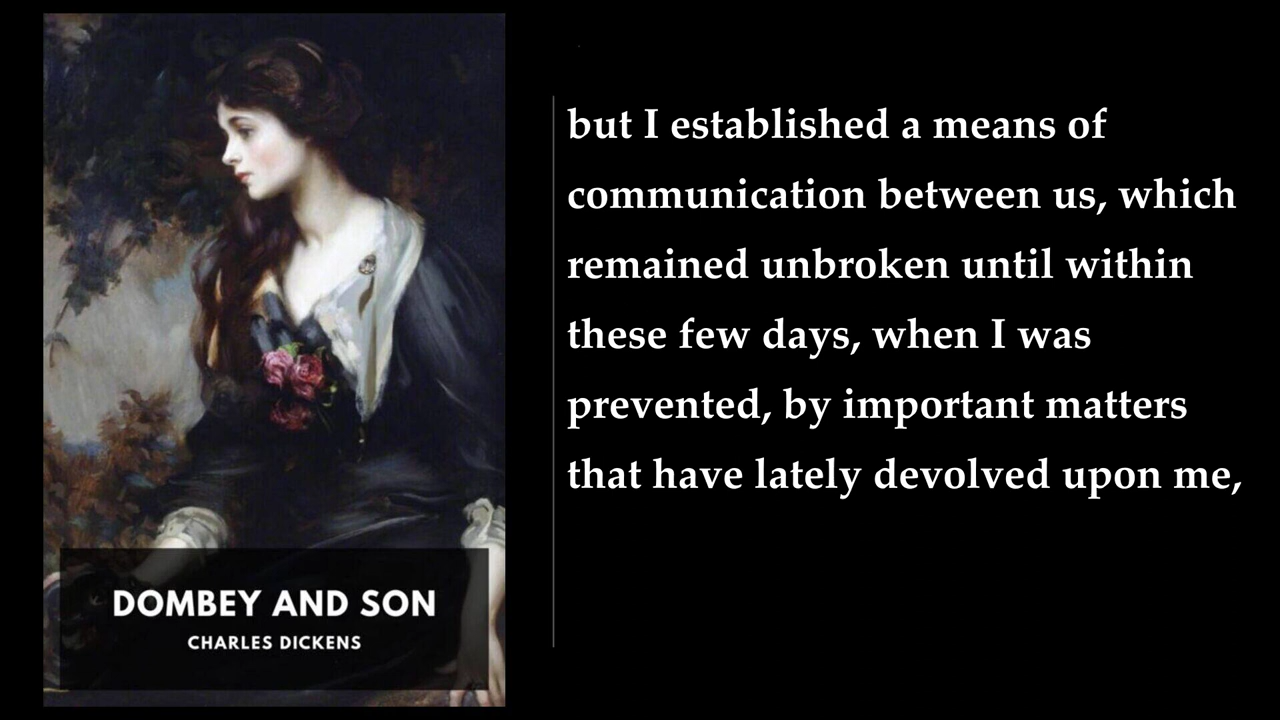 but I established a means of
communication between us, which
remained unbroken until within
these few days, when I was
prevented, by important matters
that have lately devolved upon me,
DOMBEY AND SON
CHARLES DICKENS